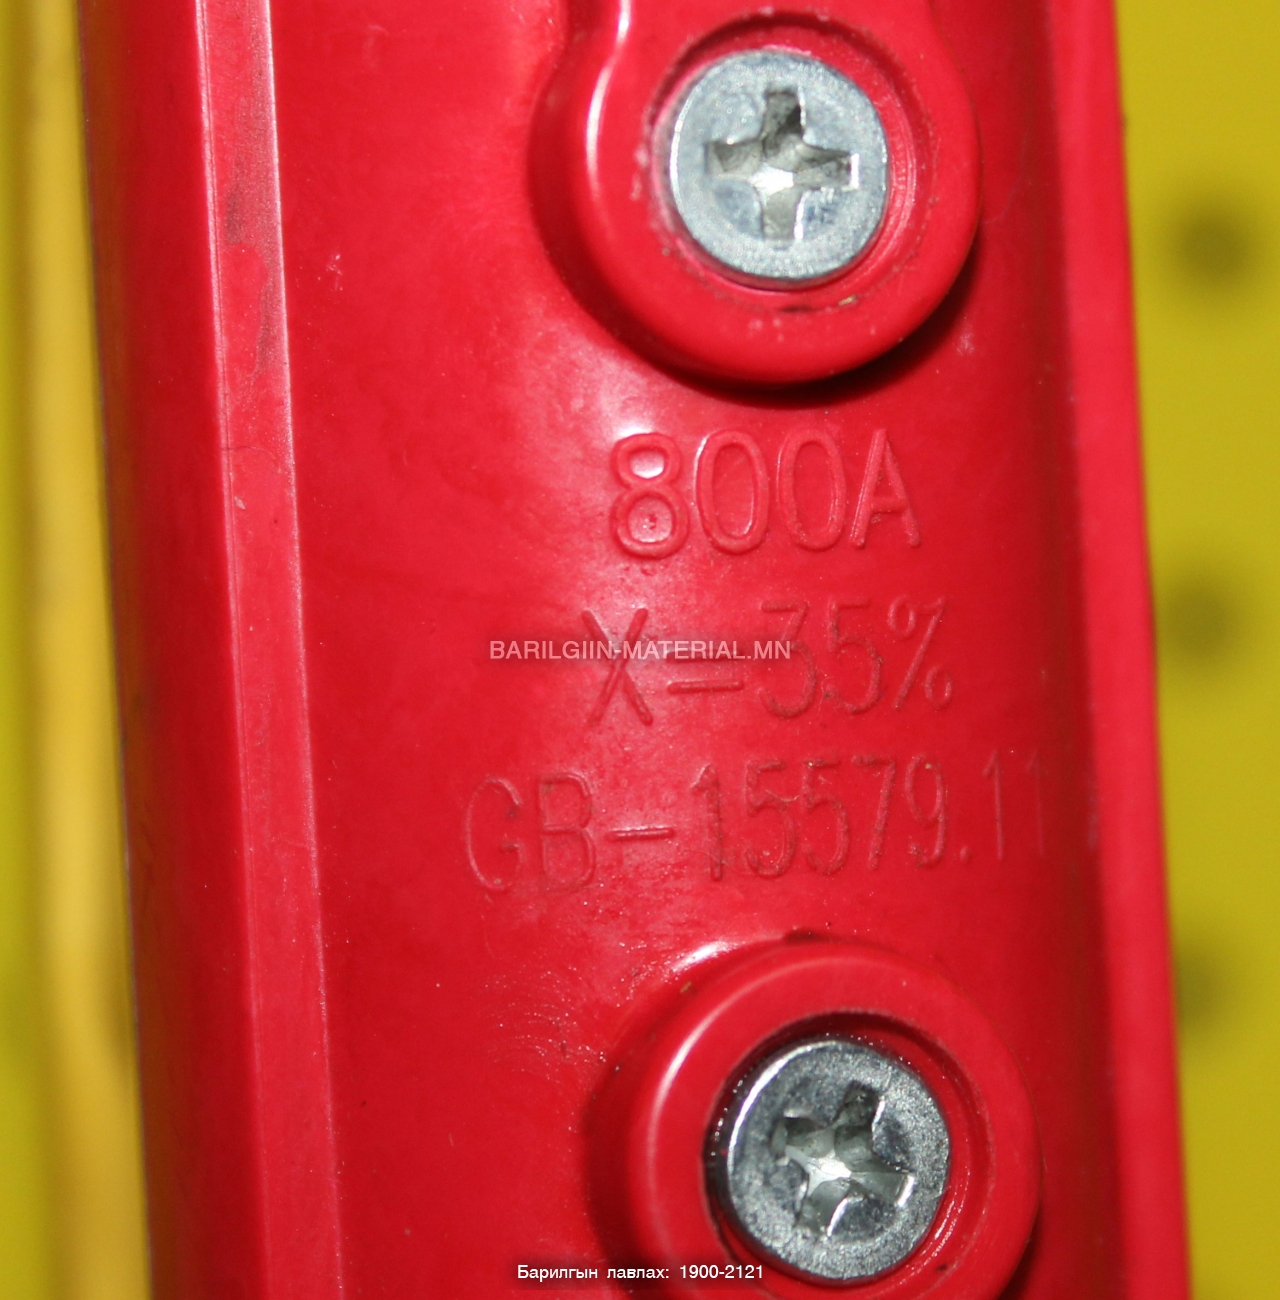 800A
X=35%
BARILGIIN-MATERIAL.MN
GB-15579.11
Барилгын лавлах: 1900-2121